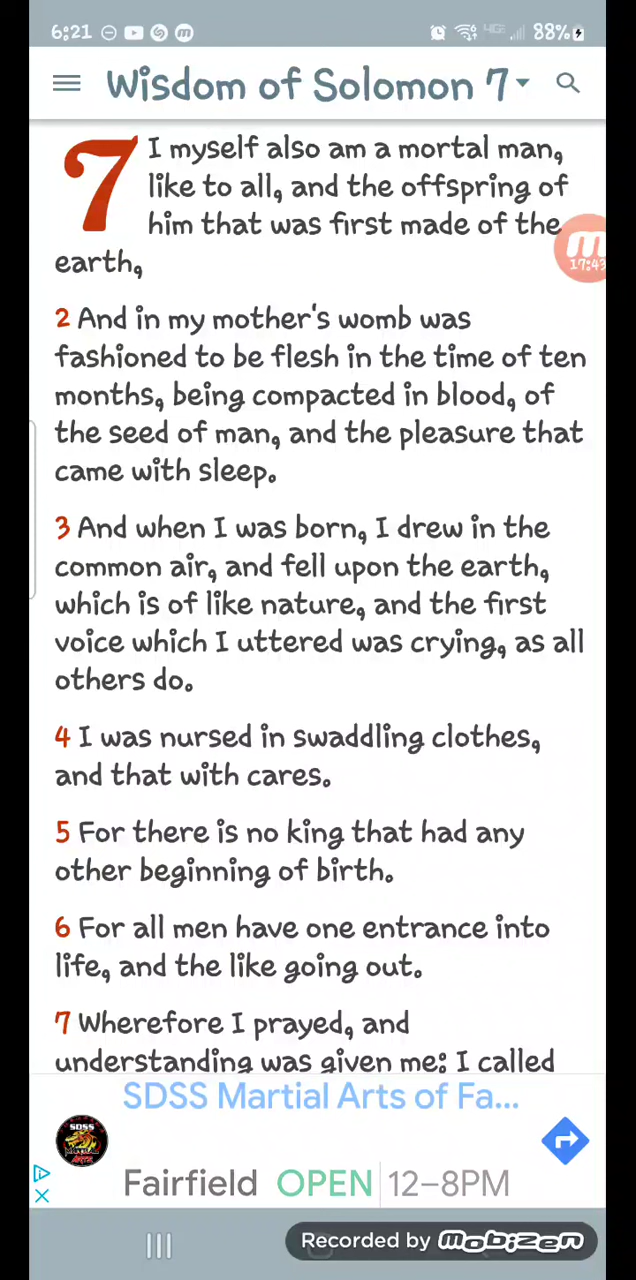 6:21
88%
Wisdom of Solomon 7
7 I myself also am a mortal man,
like to all, and the offspring of
him that was first made of the
earth,
17:43
2 And in my mother's womb was
fashioned to be flesh in the time of ten
months, being compacted in blood, of
the seed of man, and the pleasure that
came with sleep.
3 And when I was born, I drew in the
common air, and fell upon the earth,
which is of like nature, and the first
voice which I uttered was crying, as all
others do.
4 I was nursed in swaddling clothes,
and that with cares.
5 For there is no king that had any
other beginning of birth.
6 For all men have one entrance into
life, and the like going out.
7 Wherefore I prayed, and
understanding was given me: I called
SDSS Martial Arts of Fa...
SDSS
Fairfield OPEN 12–8PM
Recorded by mobizen